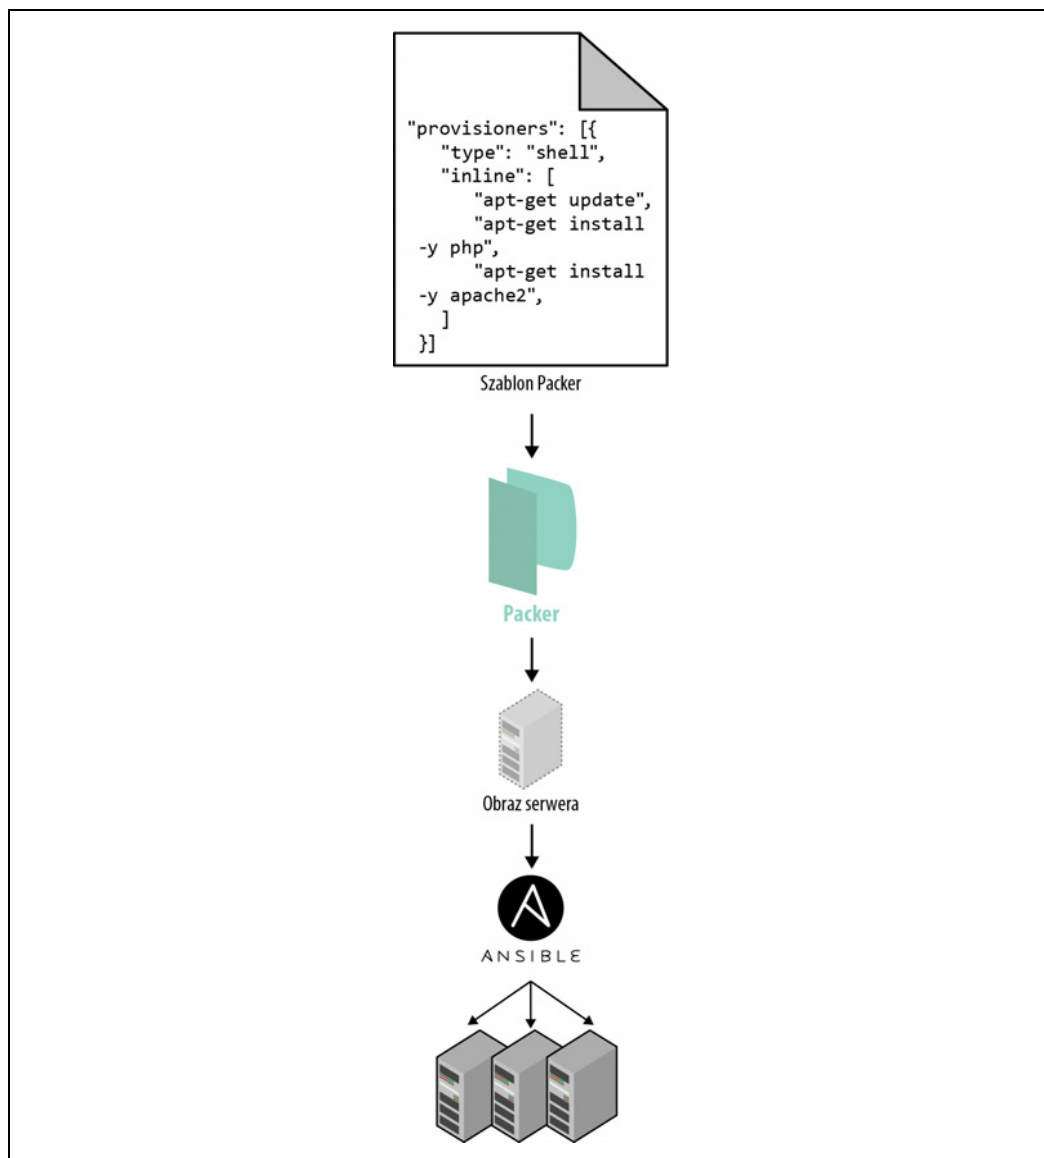 "provisioners": [{
"type": "shell",
"inline": [
"apt-get update",
"apt-get install
-y php",
"apt-get install
-y apache2",
]
}]
Szablon Packer
Packer
Obraz serwera
ANSIBLE